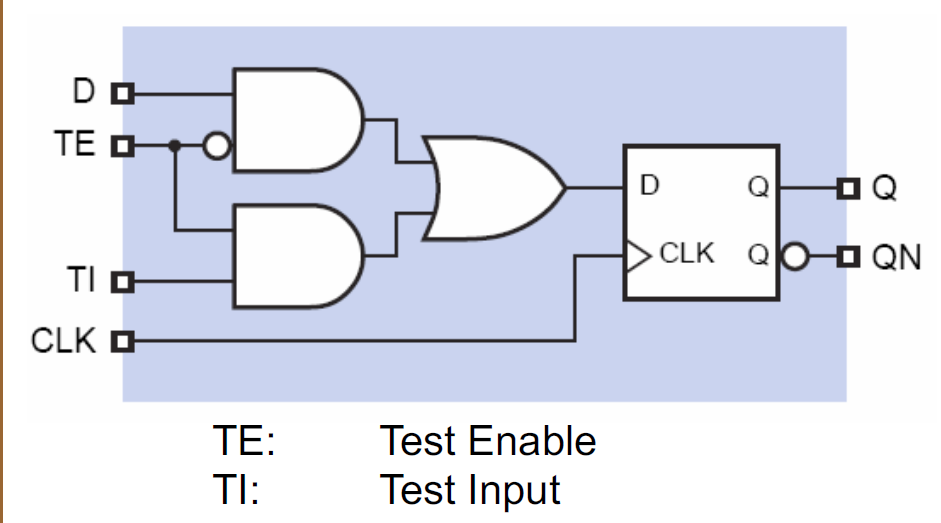 D
TE
TI
CLK
D Q
CLK Q
Q
QN
TE: Test Enable
TI: Test Input